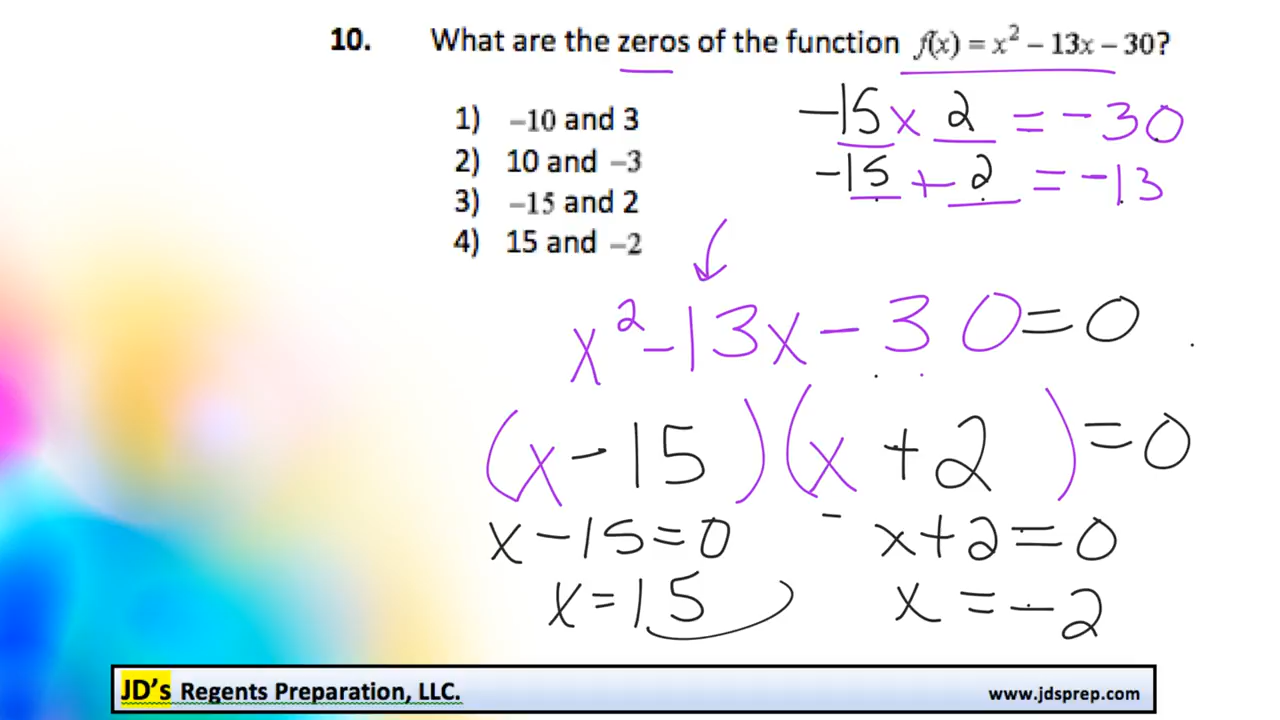 10. What are the zeros of the function f(x) = x² − 13x − 30?
−15 x 2 = −30
−15 + 2 = −13
1) −10 and 3
2) 10 and −3
3) −15 and 2
4) 15 and −2
x² − 13x − 30 = 0
(x − 15)(x + 2) = 0
x − 15 = 0 x + 2 = 0
x = 15 x = −2
JD's Regents Preparation, LLC. www.jdsprep.com